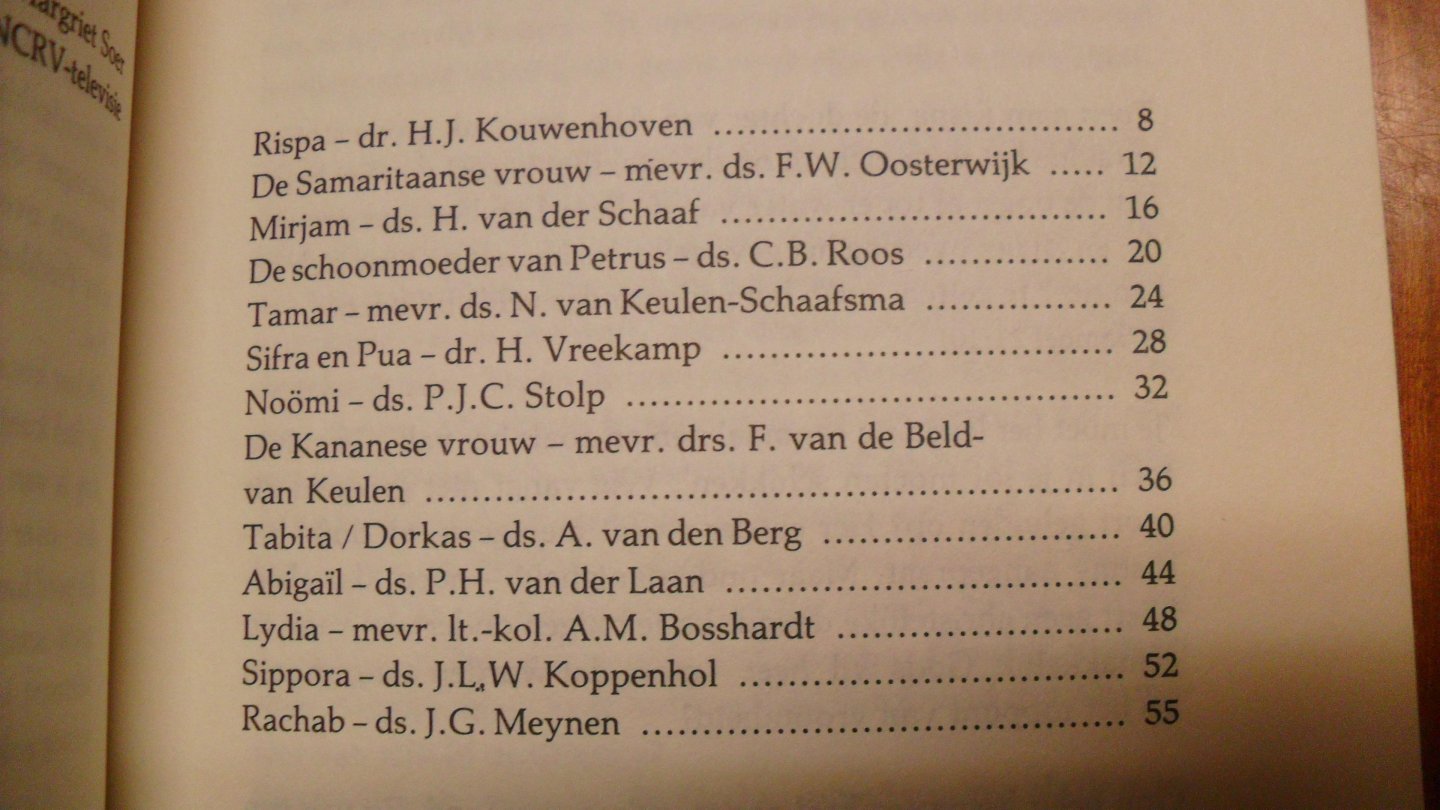 Margriet Soer
NCRV-televisie
Rispa – dr. H.J. Kouwenhoven ........................................ 8
De Samaritaanse vrouw – mevr. ds. F.W. Oosterwijk ..... 12
Mirjam – ds. H. van der Schaaf ...................................... 16
De schoonmoeder van Petrus – ds. C.B. Roos .................. 20
Tamar – mevr. ds. N. van Keulen-Schaafsma .................. 24
Sifra en Pua – dr. H. Vreekamp ...................................... 28
Noömi – ds. P.J.C. Stolp ................................................ 32
De Kananese vrouw – mevr. drs. F. van de Beld-
van Keulen .................................................................... 36
Tabita / Dorkas – ds. A. van den Berg ............................. 40
Abigaïl – ds. P.H. van der Laan ....................................... 44
Lydia – mevr. lt.-kol. A.M. Bosshardt ............................ 48
Sippora – ds. J.L.W. Koppenhol ...................................... 52
Rachab – ds. J.G. Meynen ................................................ 55